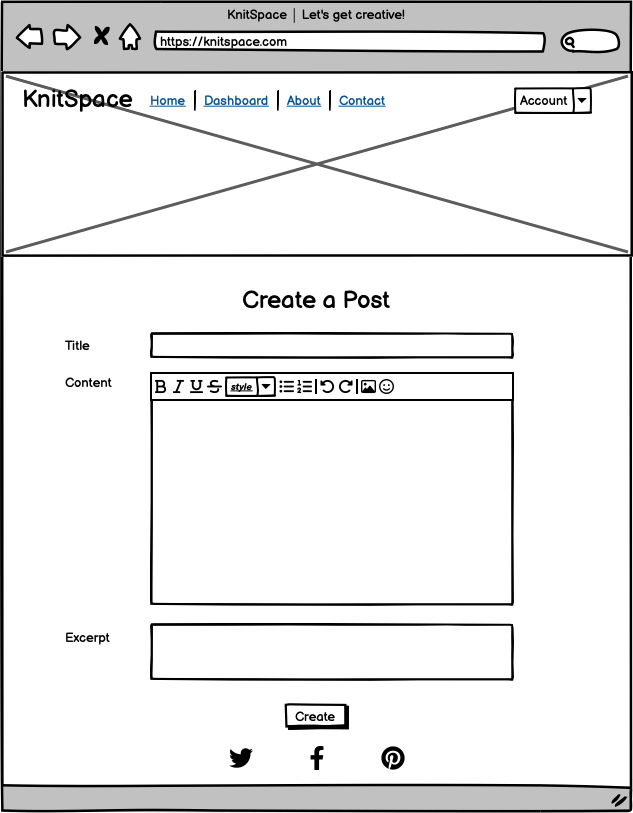 KnitSpace | Let's get creative!
https://knitspace.com
KnitSpace Home | Dashboard | About | Contact Account
Create a Post
Title
Content
B I U S style
Excerpt
Create